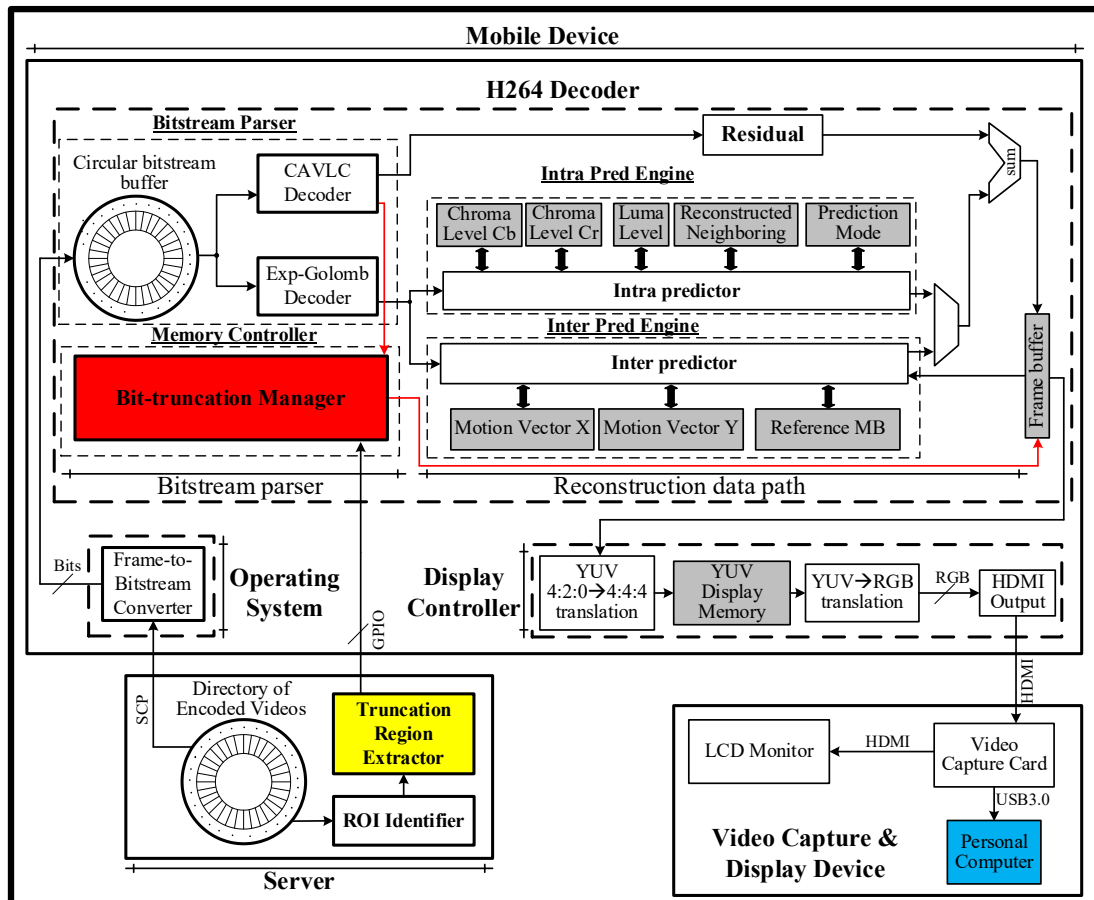 Mobile Device
H264 Decoder
Bitstream Parser
Circular bitstream
buffer
CAVLC
Decoder
Exp-Golomb
Decoder
Residual
sum
Intra Pred Engine
Chroma
Level Cb
Chroma
Level Cr
Luma
Level
Reconstructed
Neighboring
Prediction
Mode
Intra predictor
Inter Pred Engine
Inter predictor
Motion Vector X
Motion Vector Y
Reference MB
Frame buffer
Memory Controller
Bit-truncation Manager
Bitstream parser
Reconstruction data path
Bits
Frame-to-
Bitstream
Converter
Operating
System
GPIO
Display
Controller
YUV
4:2:0→4:4:4
translation
YUV
Display
Memory
YUV→RGB
translation
RGB
HDMI
Output
SCP
Directory of
Encoded Videos
Truncation
Region
Extractor
ROI Identifier
Server
HDMI
LCD Monitor
HDMI
Video
Capture Card
USB3.0
Personal
Computer
Video Capture &
Display Device